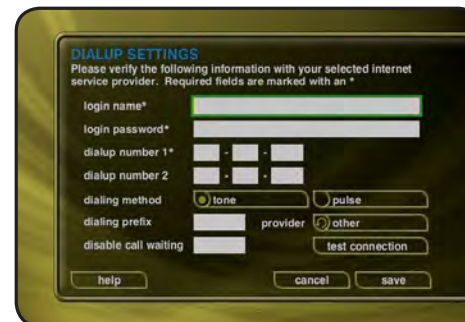 DIALUP SETTINGS
Please verify the following information with your selected internet
service provider. Required fields are marked with an *
login name*
login password*
dialup number 1* - -
dialup number 2 - -
dialing method tone pulse
dialing prefix provider other
disable call waiting test connection
help cancel save